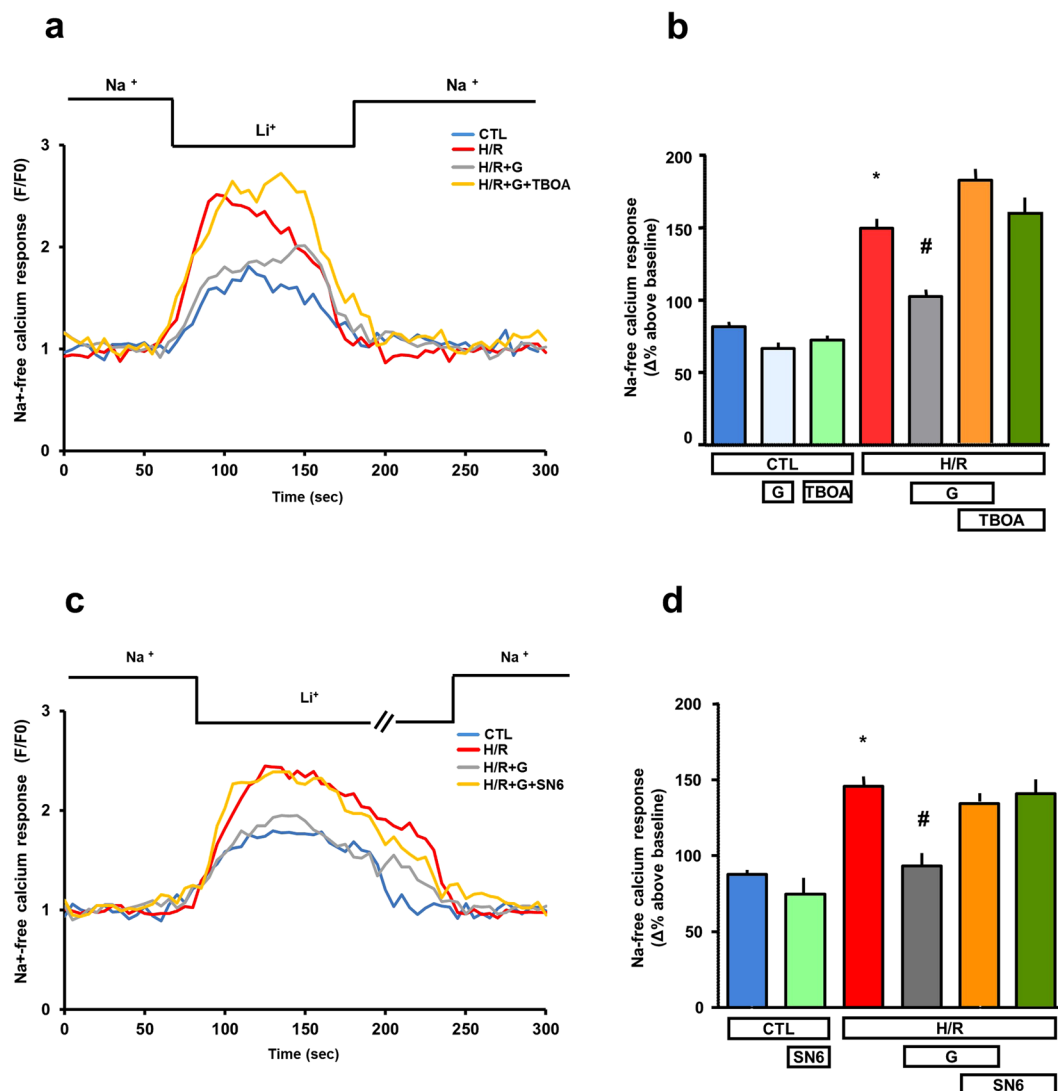 a
b
Na +
Na +
Li+
Na+-free calcium response (F/F0)
3
2
1
0
CTL
H/R
H/R+G
H/R+G+TBOA
0
50
100
150
200
250
300
Time (sec)
Na-free calcium response
(Δ% above baseline)
200
150
100
50
0
*
#
CTL
H/R
G
TBOA
G
TBOA
c
d
Na +
Na +
Li+
Na+-free calcium response (F/F0)
3
2
1
0
CTL
H/R
H/R+G
H/R+G+SN6
0
50
100
150
200
250
300
Time (sec)
Na-free calcium response
(Δ% above baseline)
200
150
100
50
0
*
#
CTL
H/R
SN6
G
SN6